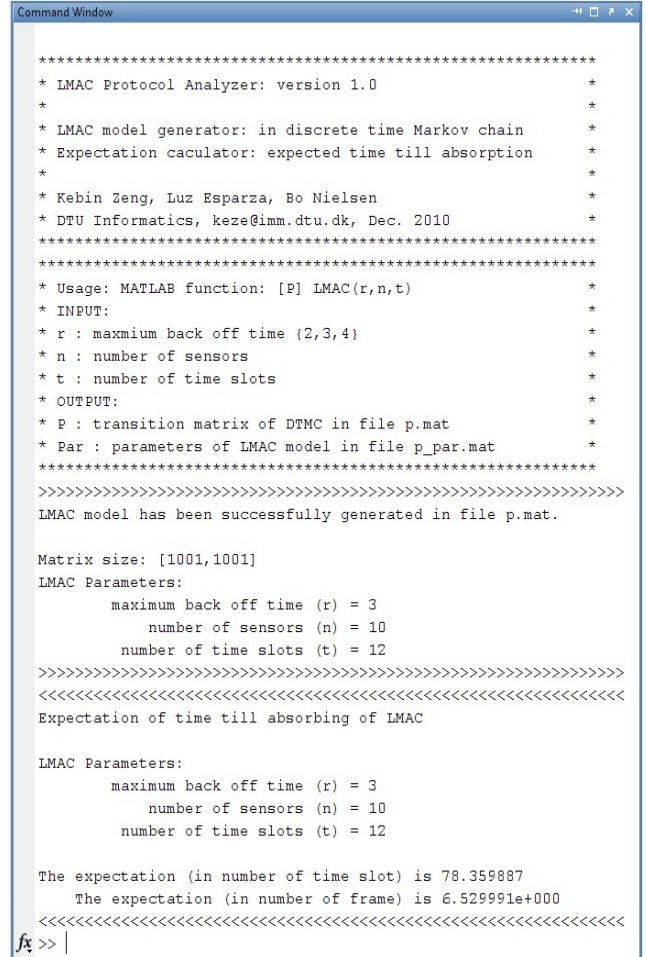 Command Window
*************************************************************
* LMAC Protocol Analyzer: version 1.0 *
* *
* LMAC model generator: in discrete time Markov chain *
* Expectation caculator: expected time till absorption *
* *
* Kebin Zeng, Luz Esparza, Bo Nielsen *
* DTU Informatics, keze@imm.dtu.dk, Dec. 2010 *
*************************************************************
*************************************************************
* Usage: MATLAB function: [P] LMAC(r,n,t) *
* INPUT: *
* r : maxmium back off time {2,3,4} *
* n : number of sensors *
* t : number of time slots *
* OUTPUT: *
* P : transition matrix of DTMC in file p.mat *
* Par : parameters of LMAC model in file p_par.mat *
*************************************************************
>>>>>>>>>>>>>>>>>>>>>>>>>>>>>>>>>>>>>>>>>>>>>>>>>>>>>>>>>>>>>>>>
LMAC model has been successfully generated in file p.mat.
Matrix size: [1001,1001]
LMAC Parameters:
maximum back off time (r) = 3
number of sensors (n) = 10
number of time slots (t) = 12
>>>>>>>>>>>>>>>>>>>>>>>>>>>>>>>>>>>>>>>>>>>>>>>>>>>>>>>>>>>>>>>>
<<<<<<<<<<<<<<<<<<<<<<<<<<<<<<<<<<<<<<<<<<<<<<<<<<<<<<<<<<<<<<<<
Expectation of time till absorbing of LMAC
LMAC Parameters:
maximum back off time (r) = 3
number of sensors (n) = 10
number of time slots (t) = 12
The expectation (in number of time slot) is 78.359887
The expectation (in number of frame) is 6.529991e+000
<<<<<<<<<<<<<<<<<<<<<<<<<<<<<<<<<<<<<<<<<<<<<<<<<<<<<<<<<<<<<<<<
fx >>